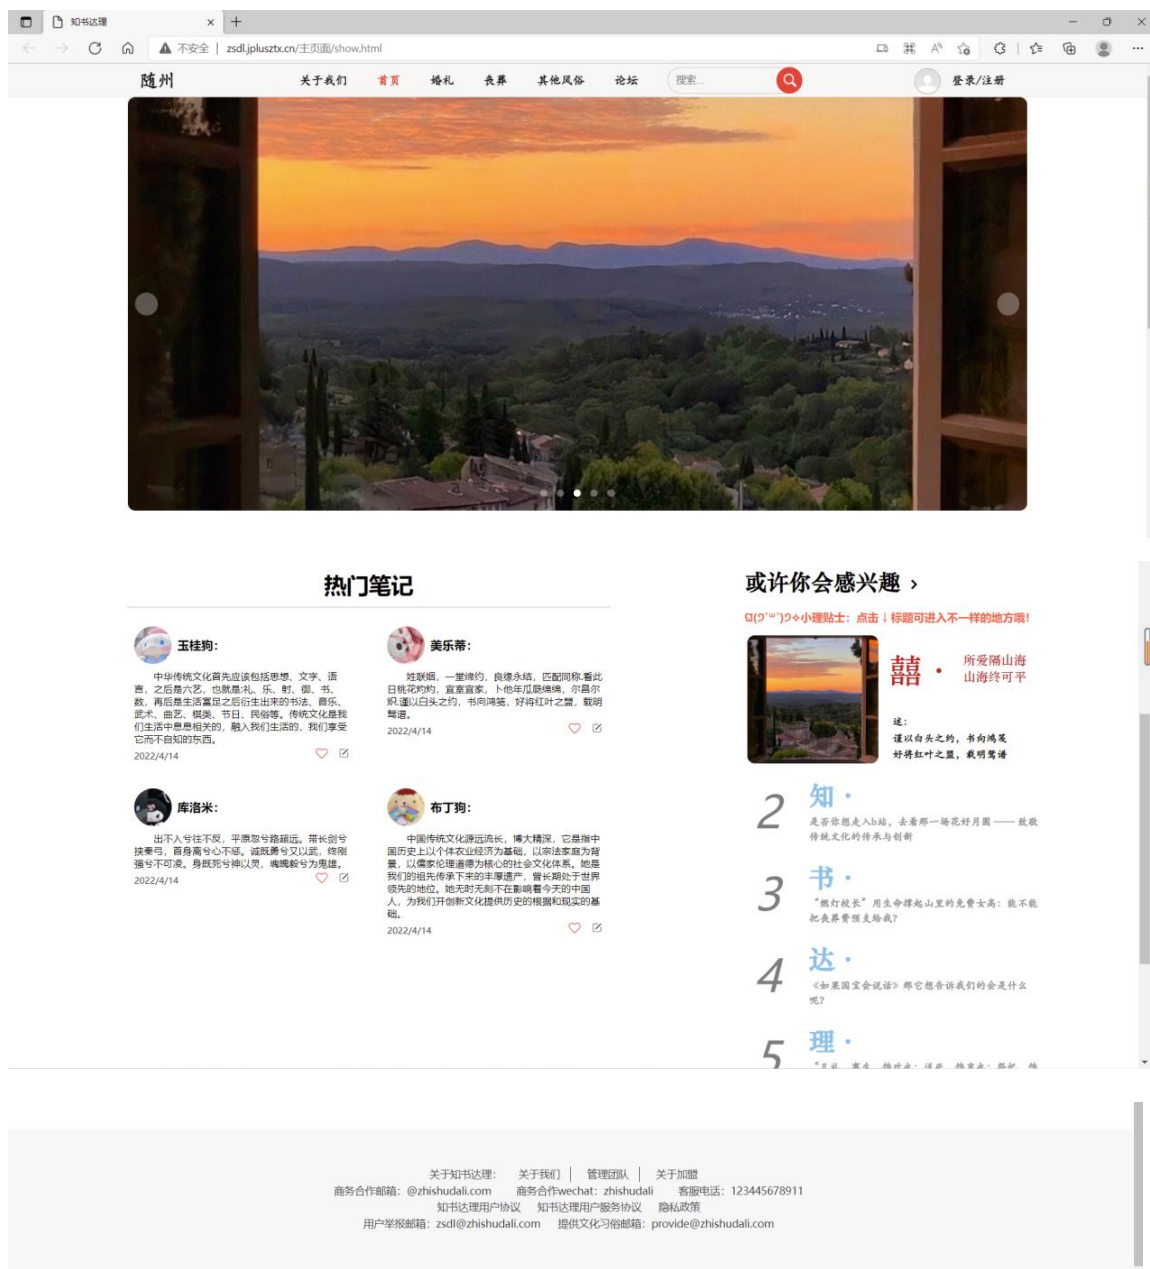 知书达理
不安全 | zsdl.jplusztx.cn/主页面/show.html
随州 关于我们 首页 婚礼 丧葬 其他风俗 论坛 搜索... 登录/注册
热门笔记
玉桂狗：
中华传统文化首先应该包括思想、文字、语
言，之后是六艺，也就是:礼、乐、射、御、书、
数，再后是生活富足之后衍生出来的书法、音乐、
武术、曲艺、棋类、节日、民俗等。传统文化是我
们生活中息息相关的，融入我们生活的，我们享受
它而不自知的东西。
2022/4/14
美乐蒂：
姓联姻，一堂缔约，良缘永结，匹配同称.看此
日桃花灼灼，宜室宜家，卜他年瓜瓞绵绵，尔昌尔
炽.谨以白头之约，书向鸿笺，好将红叶之盟，载明
鸳谱。
2022/4/14
库洛米：
出不入兮往不反，平原忽兮路超远。带长剑兮
挟秦弓，首身离兮心不惩。诚既勇兮又以武，终刚
强兮不可凌。身既死兮神以灵，魂魄毅兮为鬼雄。
2022/4/14
布丁狗：
中国传统文化源远流长，博大精深，它是指中
国历史上以个体农业经济为基础，以宗法家庭为背
景，以儒家伦理道德为核心的社会文化体系。她是
我们的祖先传承下来的丰厚遗产，曾长期处于世界
领先的地位。她无时无刻不在影响着今天的中国
人，为我们开创新文化提供历史的根据和现实的基
础。
2022/4/14
或许你会感兴趣 ›
小理贴士：点击↓标题可进入不一样的地方哦！
囍 ·
所爱隔山海
山海终可平
述：
谨以白头之约，书向鸿笺
好将红叶之盟，载明鸳谱
2 知 ·
是否你想走入b站，去看那一场花好月圆——致敬
传统文化的传承与创新
3 书 ·
“燃灯校长”用生命撑起山里的免费女高：能不能
把丧葬费预支给我？
4 达 ·
《如果国宝会说话》那它想告诉我们的会是什么
呢？
5 理 ·
关于知书达理： 关于我们 | 管理团队 | 关于加盟
商务合作邮箱：@zhishudali.com 商务合作wechat：zhishudali 客服电话：123445678911
知书达理用户协议 知书达理用户服务协议 隐私政策
用户举报邮箱：zsdl@zhishudali.com 提供文化习俗邮箱：provide@zhishudali.com